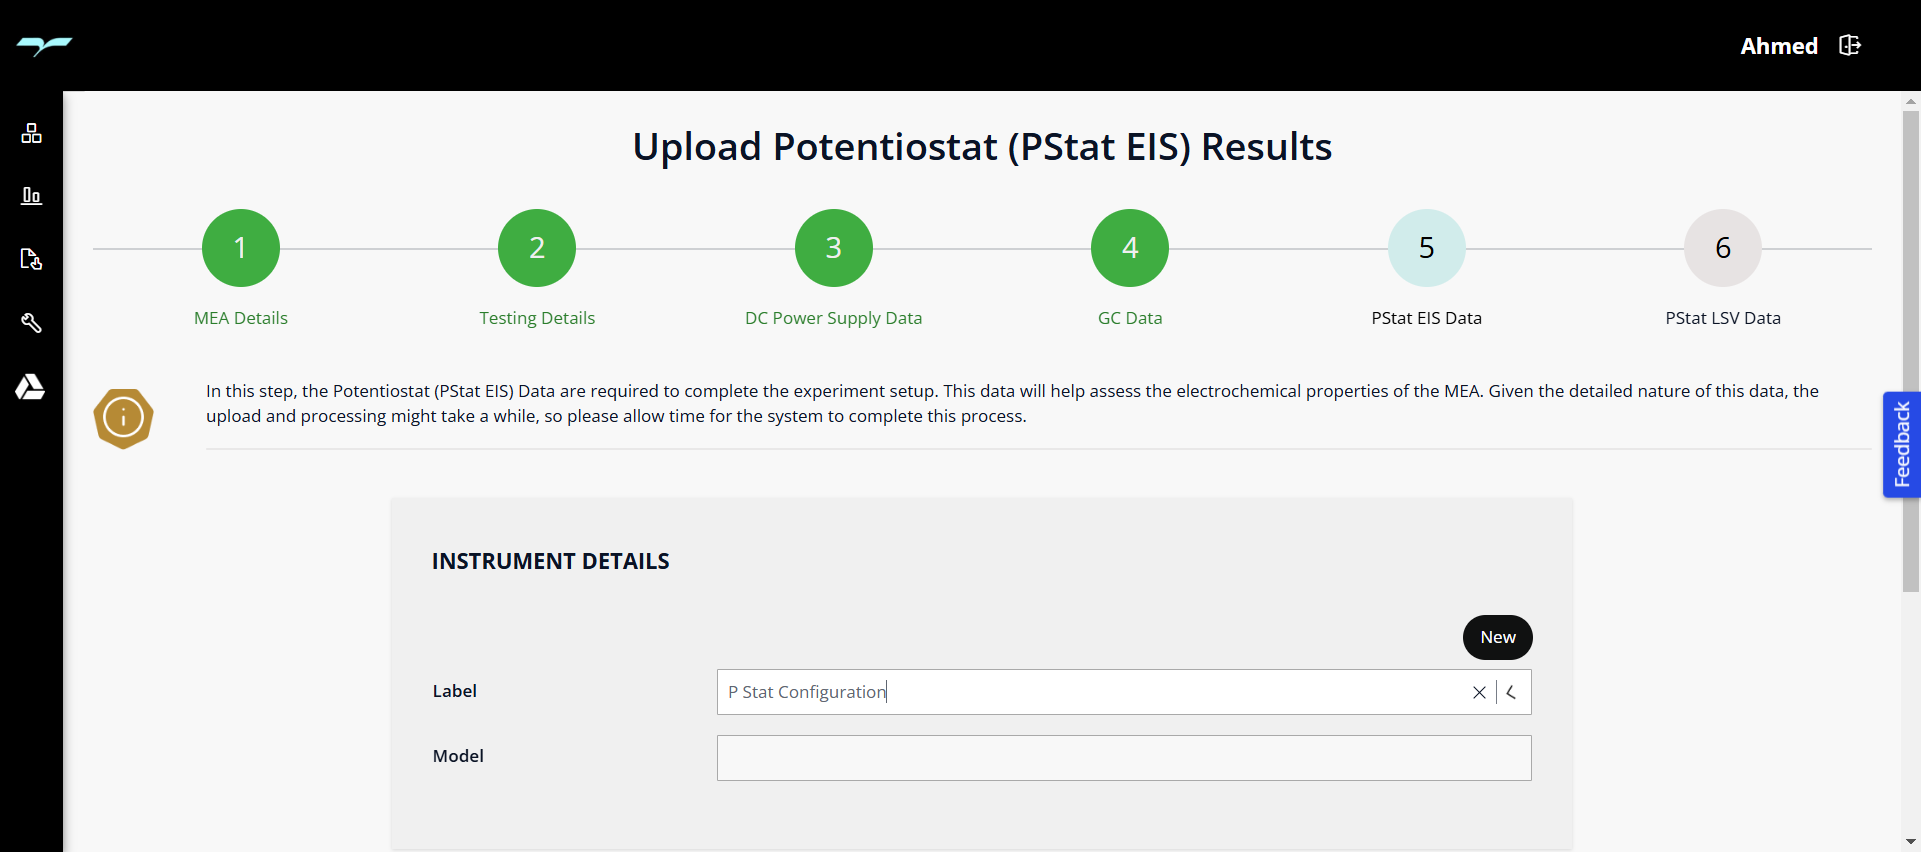 Ahmed
Upload Potentiostat (PStat EIS) Results
1
2
3
4
5
6
MEA Details
Testing Details
DC Power Supply Data
GC Data
PStat EIS Data
PStat LSV Data
In this step, the Potentiostat (PStat EIS) Data are required to complete the experiment setup. This data will help assess the electrochemical properties of the MEA. Given the detailed nature of this data, the
upload and processing might take a while, so please allow time for the system to complete this process.
Feedback
INSTRUMENT DETAILS
New
Label
P Stat Configuration
Model